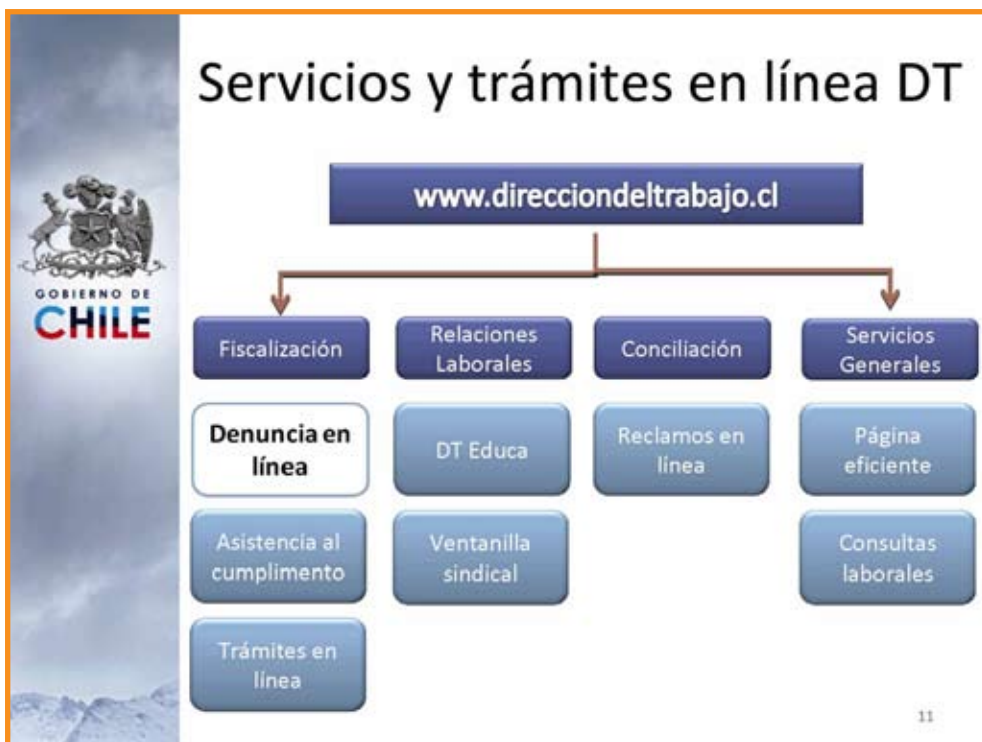 Servicios y trámites en línea DT
www.direcciondeltrabajo.cl
GOBIERNO DE
CHILE
Fiscalización
Relaciones
Laborales
Conciliación
Servicios
Generales
Denuncia en
línea
DT Educa
Reclamos en
línea
Página
eficiente
Asistencia al
cumplimento
Ventanilla
sindical
Consultas
laborales
Trámites en
línea
11